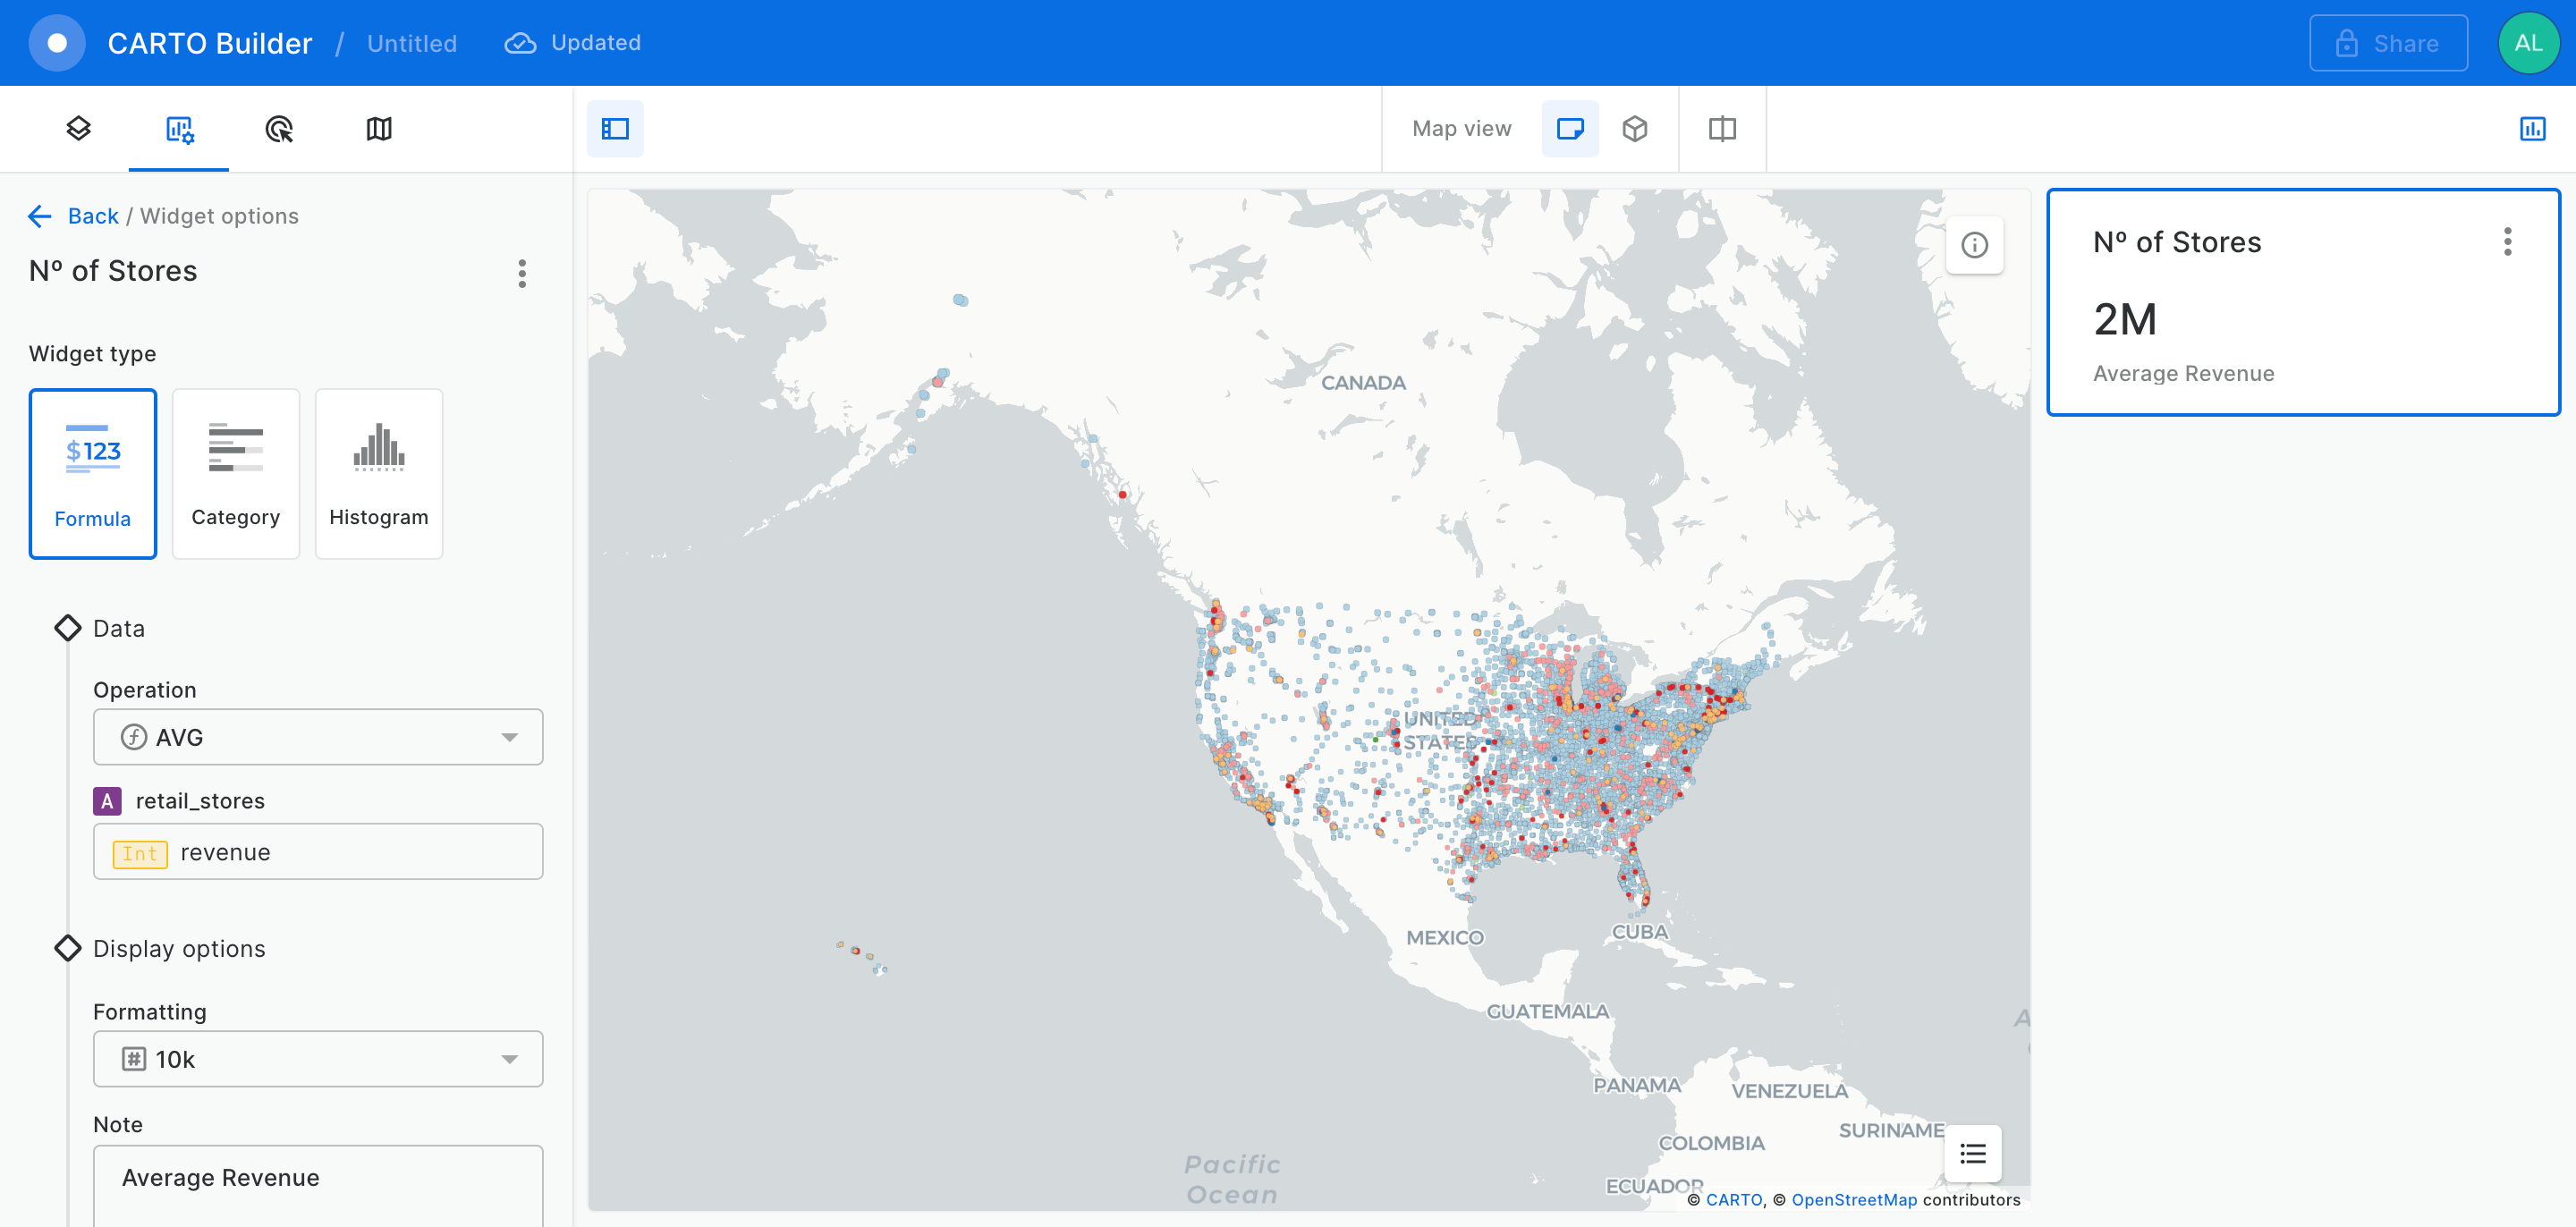 CARTO Builder / Untitled Updated Share AL
Map view
Back / Widget options
Nº of Stores
Widget type
$123
Formula Category Histogram
Data
Operation
AVG
A retail_stores
Int revenue
Display options
Formatting
10k
Note
Average Revenue
CANADA
UNITED
STATES
MEXICO
CUBA
GUATEMALA
PANAMA
VENEZUELA
COLOMBIA
SURINAME
ECUADOR
Pacific
Ocean
A
© CARTO, © OpenStreetMap contributors
Nº of Stores
2M
Average Revenue